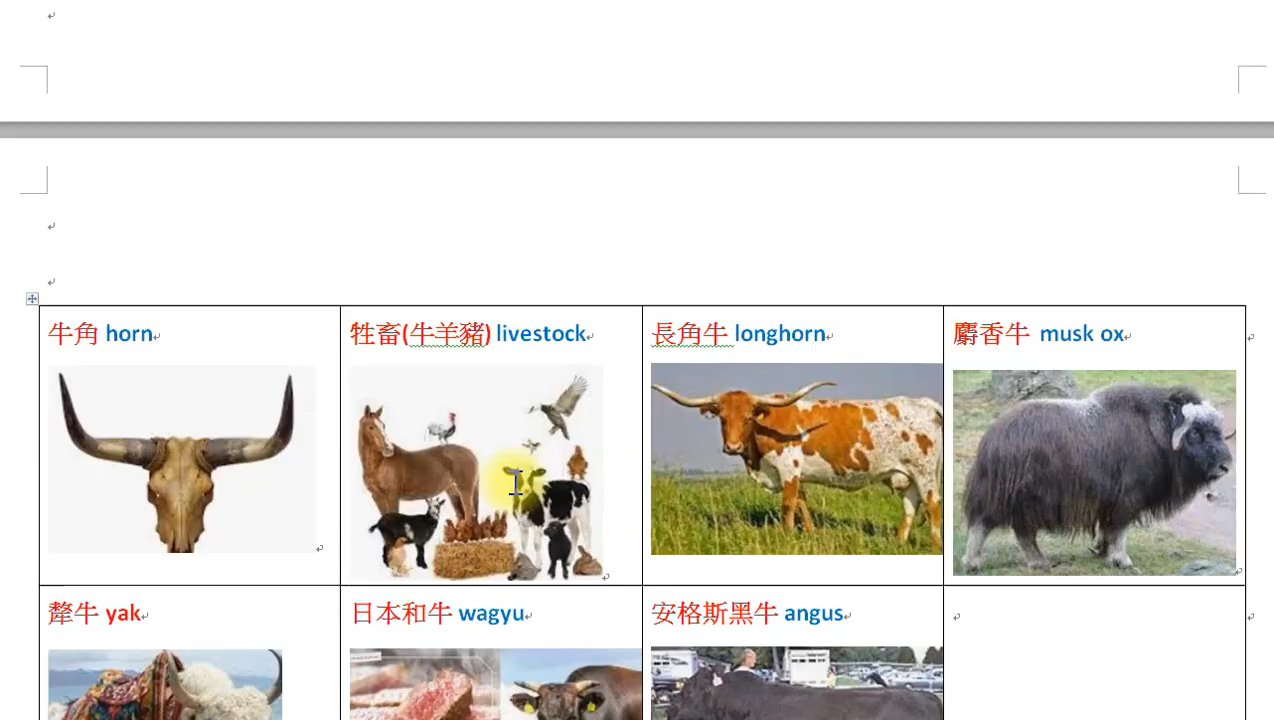 牛角 horn
牲畜(牛羊豬) livestock
長角牛 longhorn
麝香牛 musk ox
犛牛 yak
日本和牛 wagyu
安格斯黑牛 angus